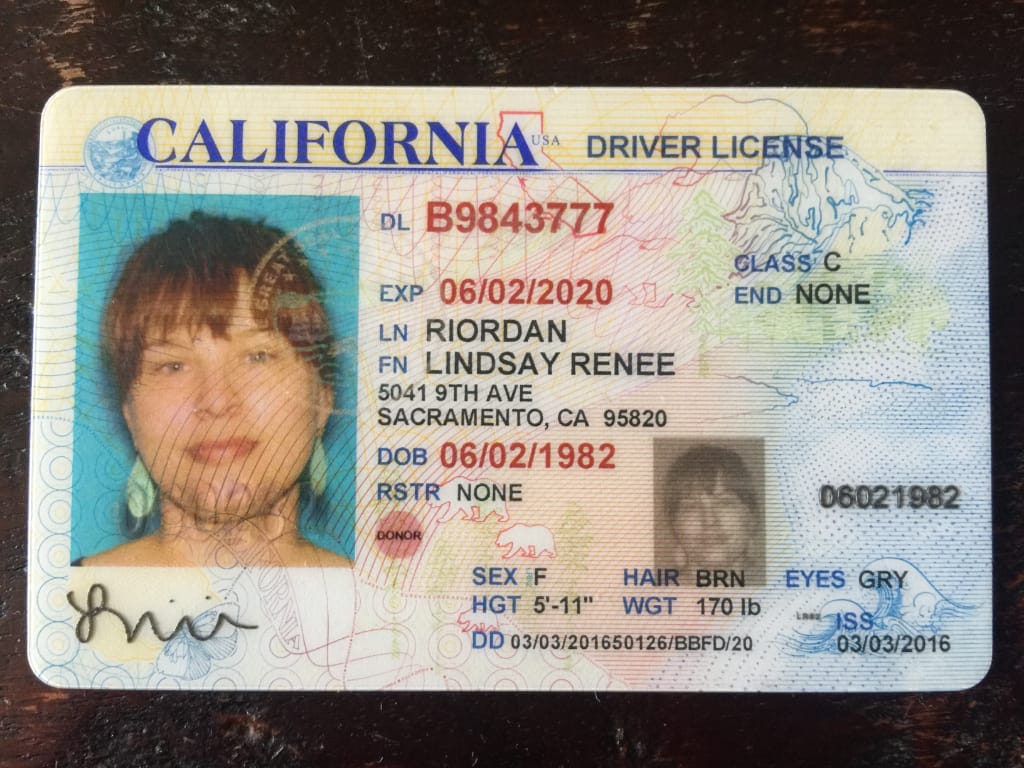 CALIFORNIA USA DRIVER LICENSE
DL B9843777
CLASS C
EXP 06/02/2020
END NONE
LN RIORDAN
FN LINDSAY RENEE
5041 9TH AVE
SACRAMENTO, CA 95820
DOB 06/02/1982
RSTR NONE
06021982
DONOR
SEX F HAIR BRN EYES GRY
HGT 5'-11" WGT 170 lb
ISS
DD 03/03/201650126/BBFD/20 03/03/2016